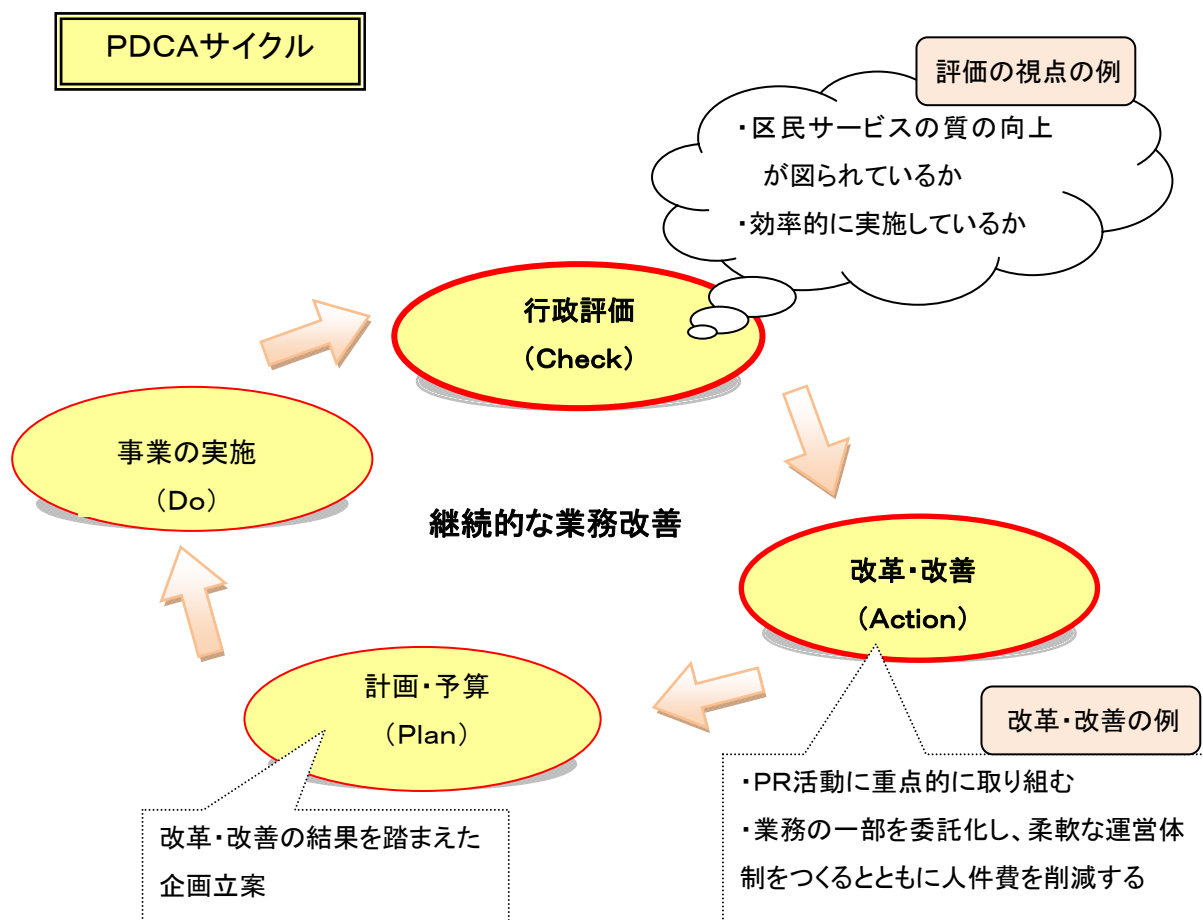 PDCAサイクル
評価の視点の例
・区民サービスの質の向上
が図られているか
・効率的に実施しているか
行政評価
（Check）
事業の実施
（Do）
継続的な業務改善
改革・改善
（Action）
計画・予算
（Plan）
改革・改善の例
・PR活動に重点的に取り組む
・業務の一部を委託化し、柔軟な運営体
制をつくるとともに人件費を削減する
改革・改善の結果を踏まえた
企画立案